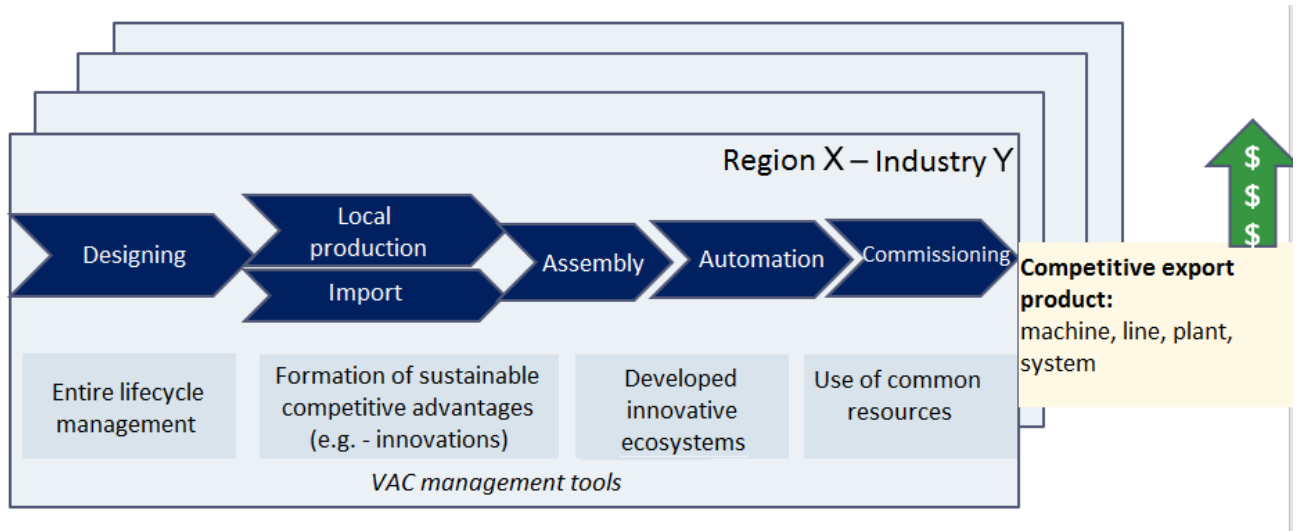 Region X – Industry Y
$
$
$
Designing
Local
production
Import
Assembly
Automation
Commissioning
Competitive export
product:
machine, line, plant,
system
Entire lifecycle
management
Formation of sustainable
competitive advantages
(e.g. - innovations)
Developed
innovative
ecosystems
Use of common
resources
VAC management tools